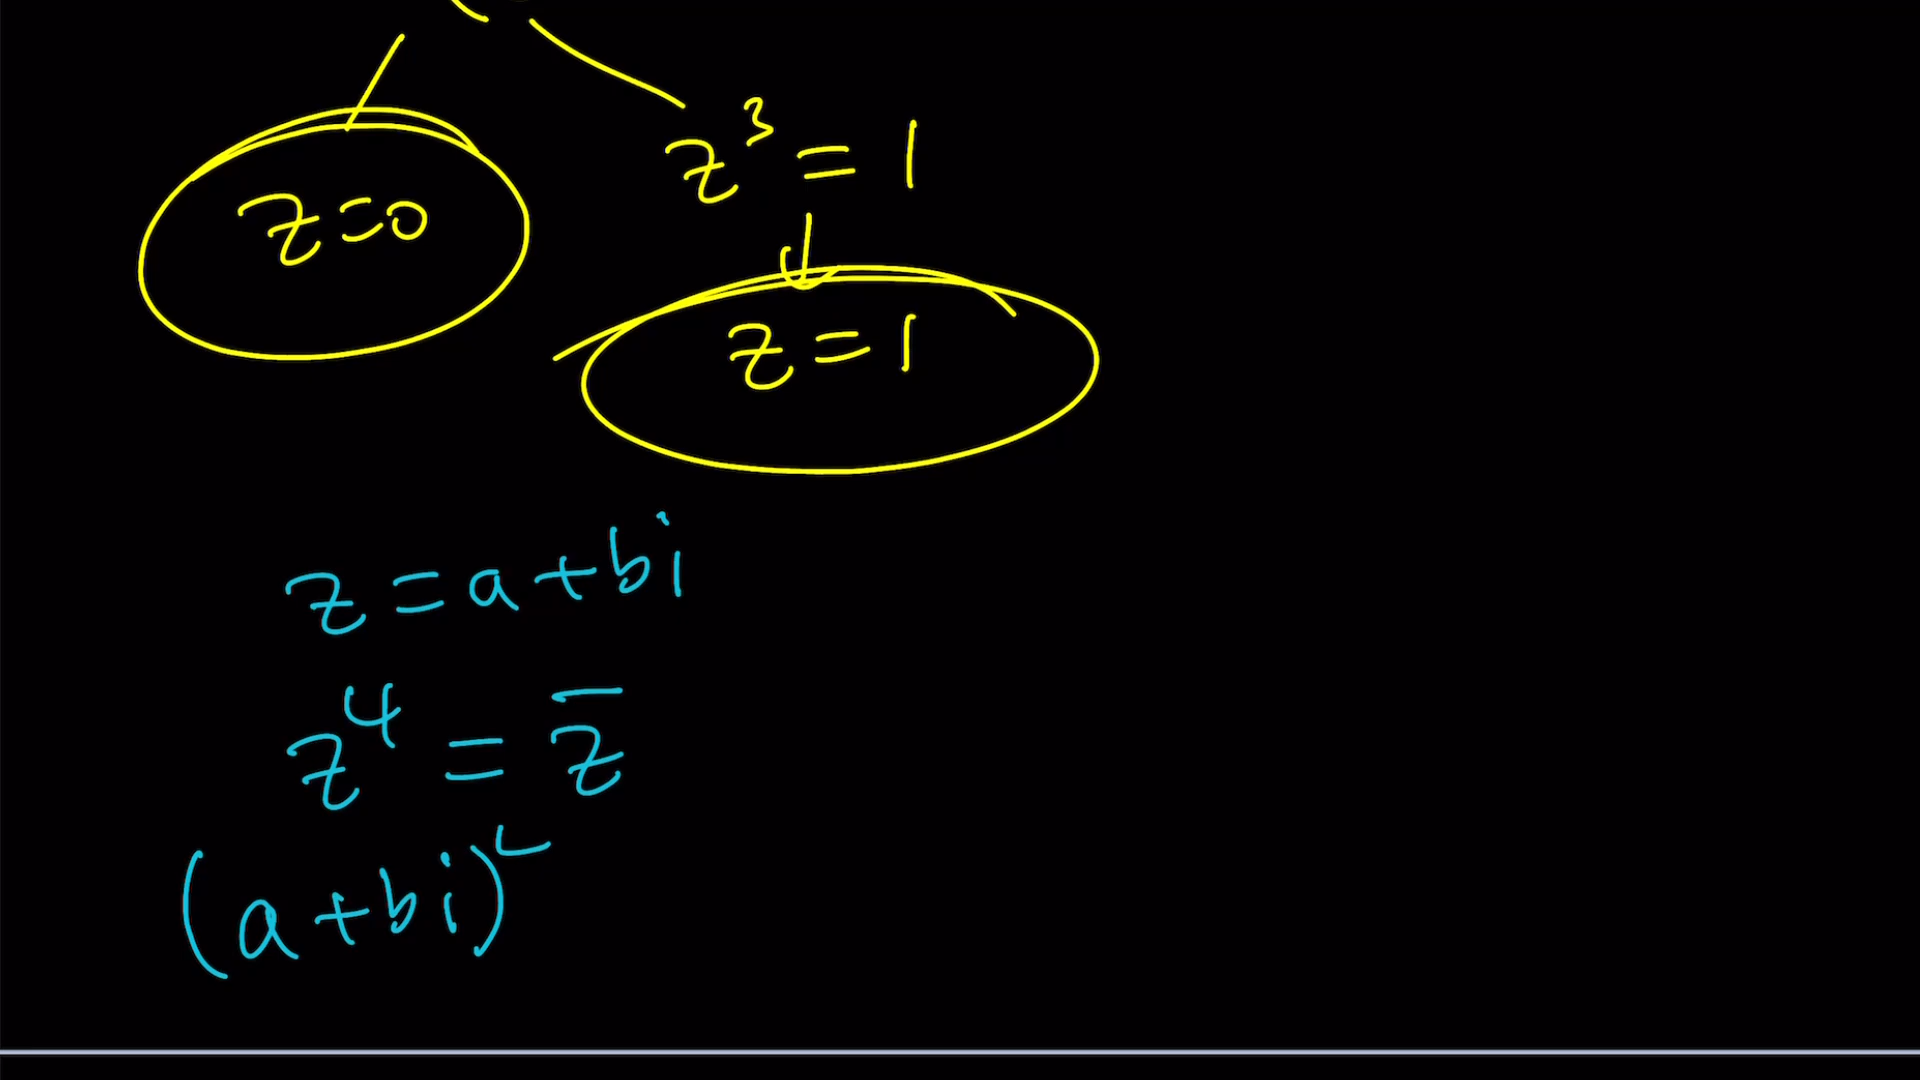 z³ = 1
z=0
z=1
z=a+bi
z⁴ = z̅
(a+bi)